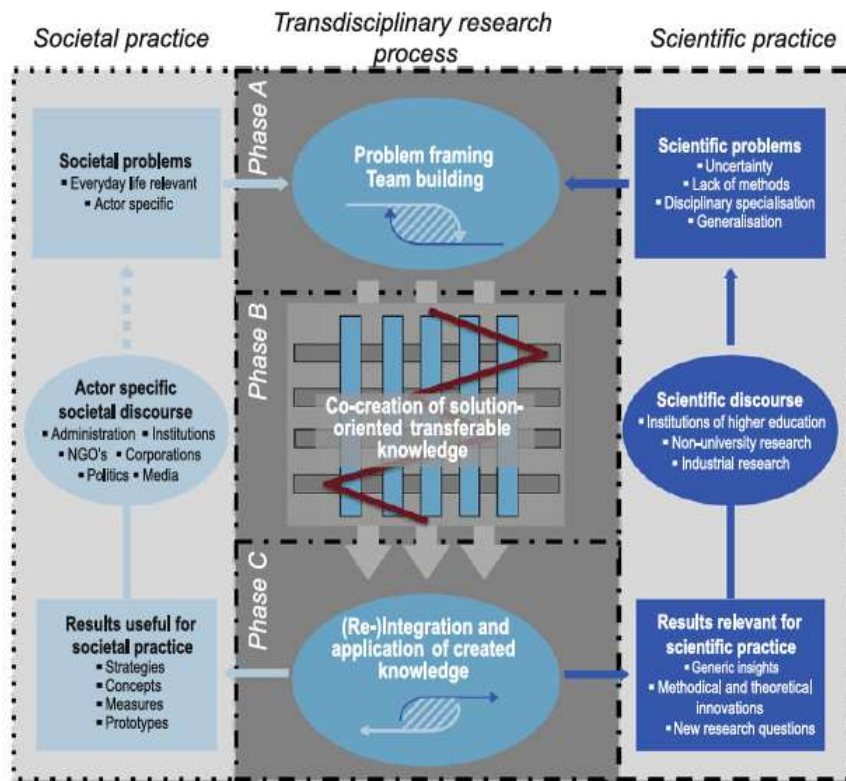 Societal practice
Transdisciplinary research
process
Scientific practice
Phase A
Societal problems
▪ Everyday life relevant
▪ Actor specific
Problem framing
Team building
Scientific problems
▪ Uncertainty
▪ Lack of methods
▪ Disciplinary specialisation
▪ Generalisation
Phase B
Actor specific
societal discourse
▪ Administration ▪ Institutions
▪ NGO's ▪ Corporations
▪ Politics ▪ Media
Co-creation of solution-
oriented transferable
knowledge
Scientific discourse
▪ Institutions of higher education
▪ Non-university research
▪ Industrial research
Phase C
Results useful for
societal practice
▪ Strategies
▪ Concepts
▪ Measures
▪ Prototypes
(Re-)Integration and
application of created
knowledge
Results relevant for
scientific practice
▪ Generic insights
▪ Methodical and theoretical
innovations
▪ New research questions